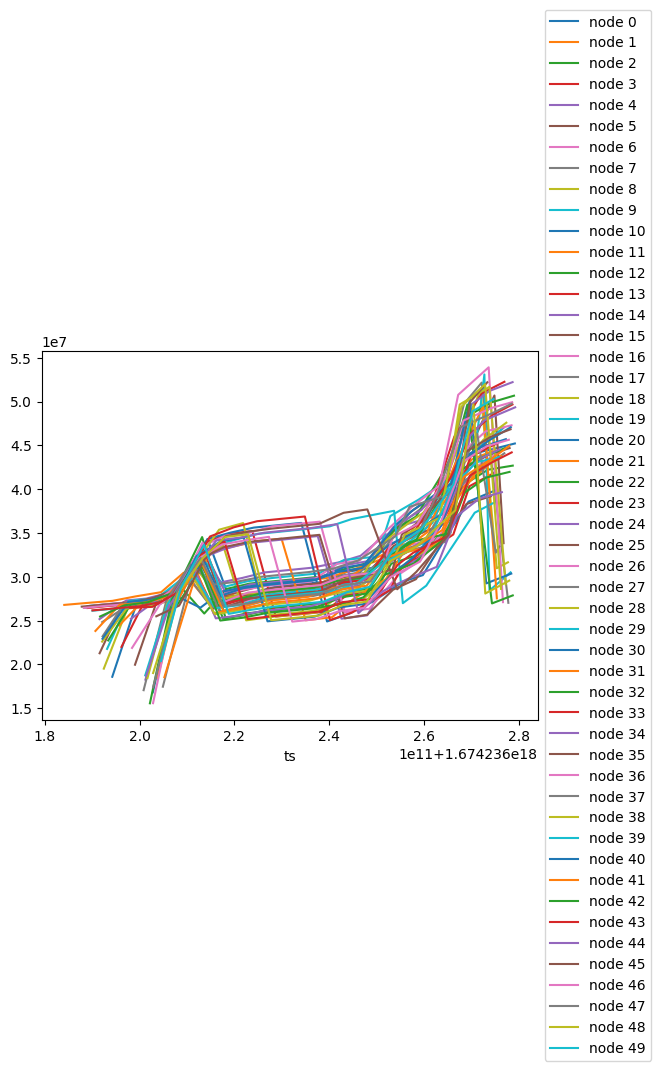 1e7
5.5
5.0
4.5
4.0
3.5
3.0
2.5
2.0
1.5
1.8
2.0
2.2
2.4
2.6
2.8
1e11+1.674236e18
ts
node 0
node 1
node 2
node 3
node 4
node 5
node 6
node 7
node 8
node 9
node 10
node 11
node 12
node 13
node 14
node 15
node 16
node 17
node 18
node 19
node 20
node 21
node 22
node 23
node 24
node 25
node 26
node 27
node 28
node 29
node 30
node 31
node 32
node 33
node 34
node 35
node 36
node 37
node 38
node 39
node 40
node 41
node 42
node 43
node 44
node 45
node 46
node 47
node 48
node 49